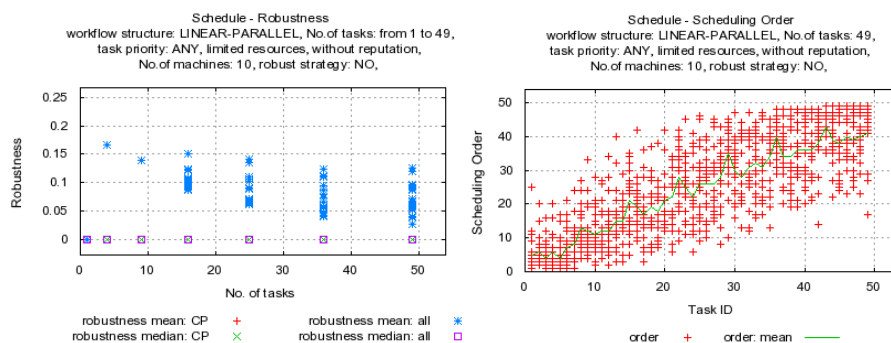 Schedule - Robustness
workflow structure: LINEAR-PARALLEL, No.of tasks: from 1 to 49,
task priority: ANY, limited resources, without reputation,
No.of machines: 10, robust strategy: NO,
0.25
0.2
0.15
0.1
0.05
0
Robustness
0 10 20 30 40 50
No. of tasks
robustness mean: CP
robustness mean: all
robustness median: CP
robustness median: all
Schedule - Scheduling Order
workflow structure: LINEAR-PARALLEL, No.of tasks: 49,
task priority: ANY, limited resources, without reputation,
No.of machines: 10, robust strategy: NO,
50
40
30
20
10
0
Scheduling Order
0 10 20 30 40 50
Task ID
order
order: mean